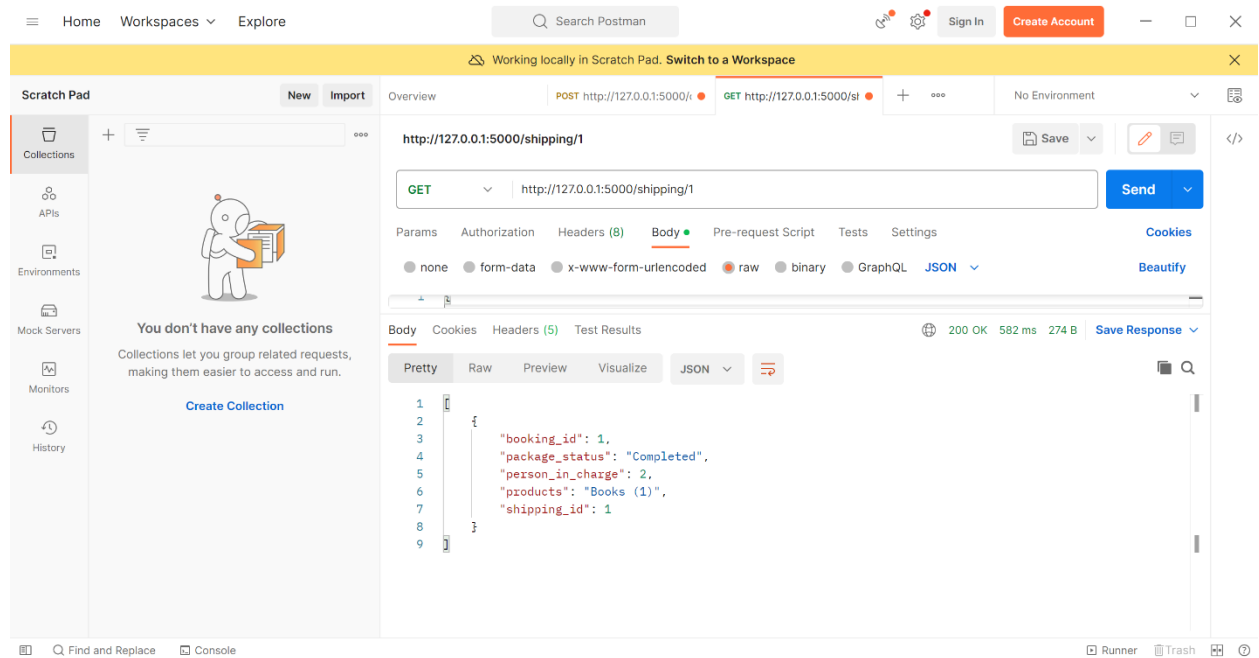 Home Workspaces Explore Search Postman Sign In Create Account
Working locally in Scratch Pad. Switch to a Workspace
Scratch Pad New Import Overview POST http://127.0.0.1:5000/ GET http://127.0.0.1:5000/sh No Environment
Collections
APIs
Environments
Mock Servers
Monitors
History
You don't have any collections
Collections let you group related requests,
making them easier to access and run.
Create Collection
http://127.0.0.1:5000/shipping/1 Save </>
GET http://127.0.0.1:5000/shipping/1 Send
Params Authorization Headers (8) Body Pre-request Script Tests Settings Cookies
none form-data x-www-form-urlencoded raw binary GraphQL JSON Beautify
Body Cookies Headers (5) Test Results 200 OK 582 ms 274 B Save Response
Pretty Raw Preview Visualize JSON
1 [
2 {
3 "booking_id": 1,
4 "package_status": "Completed",
5 "person_in_charge": 2,
6 "products": "Books (1)",
7 "shipping_id": 1
8 }
9 ]
Find and Replace Console Runner Trash